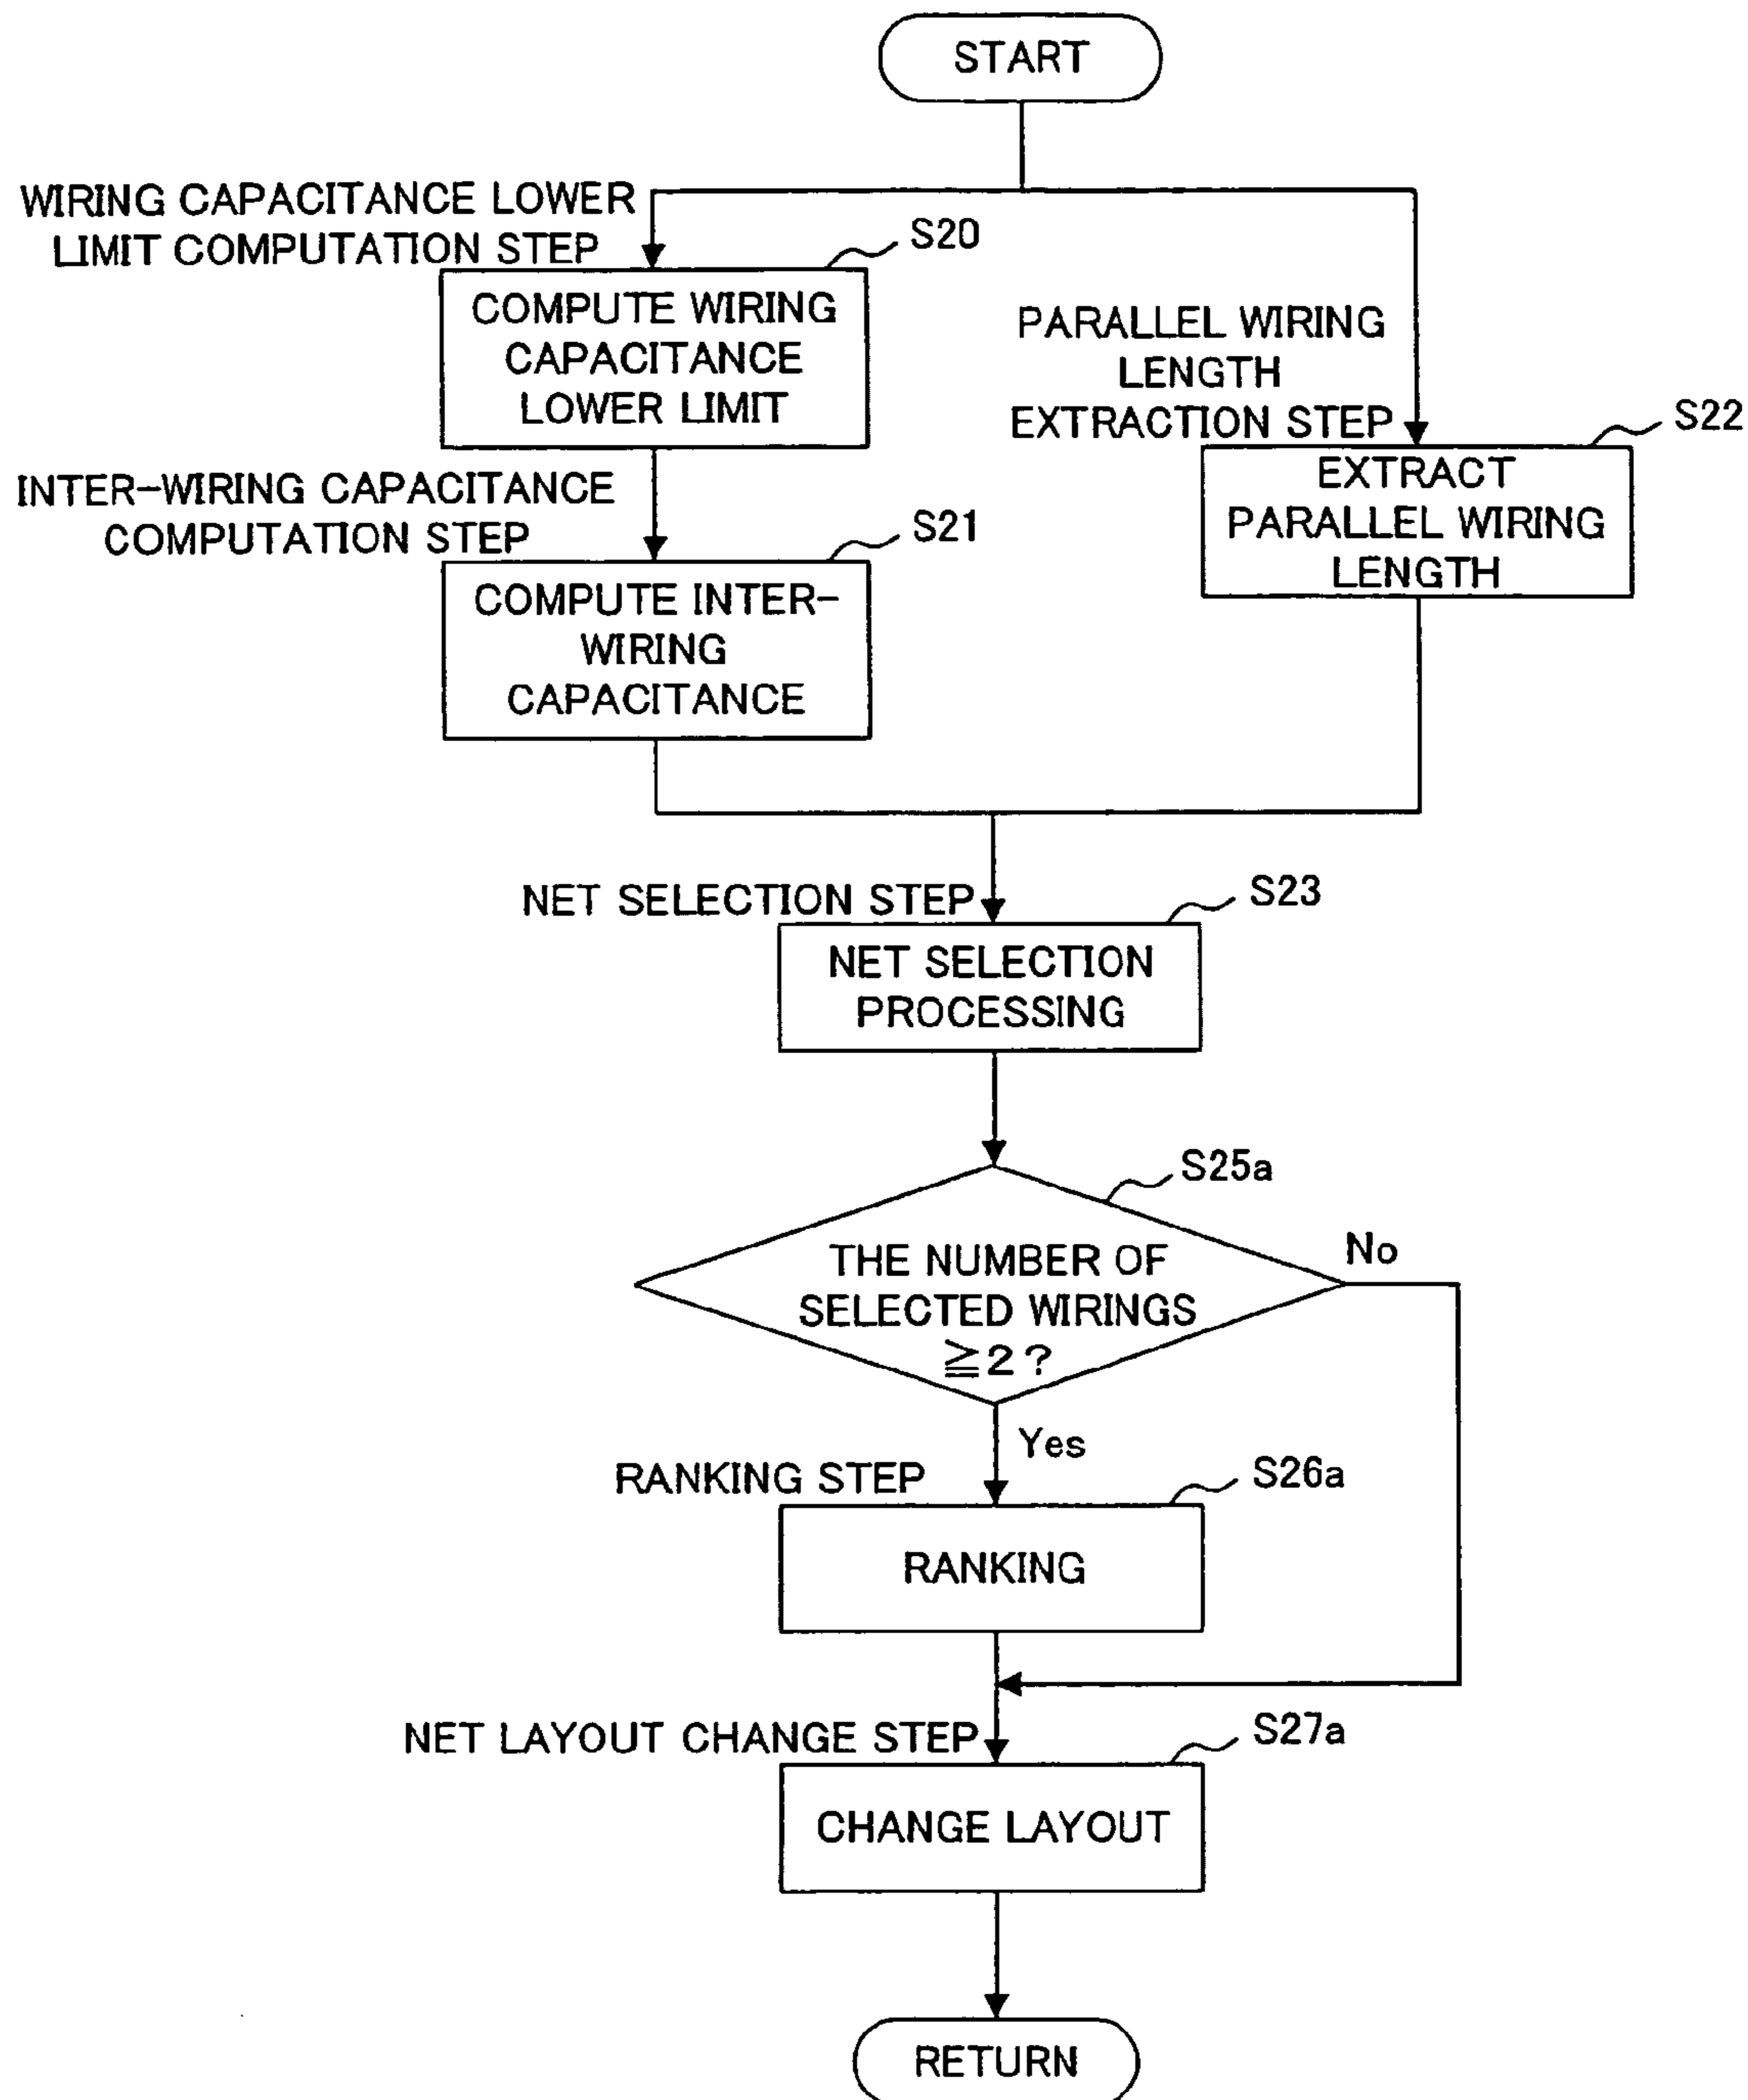 START
WIRING CAPACITANCE LOWER
LIMIT COMPUTATION STEP
S20
COMPUTE WIRING
CAPACITANCE
LOWER LIMIT
PARALLEL WIRING
LENGTH
EXTRACTION STEP
S22
EXTRACT
PARALLEL WIRING
LENGTH
INTER-WIRING CAPACITANCE
COMPUTATION STEP
S21
COMPUTE INTER-
WIRING
CAPACITANCE
NET SELECTION STEP
S23
NET SELECTION
PROCESSING
S25a
THE NUMBER OF
SELECTED WIRINGS
≧2?
No
Yes
RANKING STEP
S26a
RANKING
NET LAYOUT CHANGE STEP
S27a
CHANGE LAYOUT
RETURN